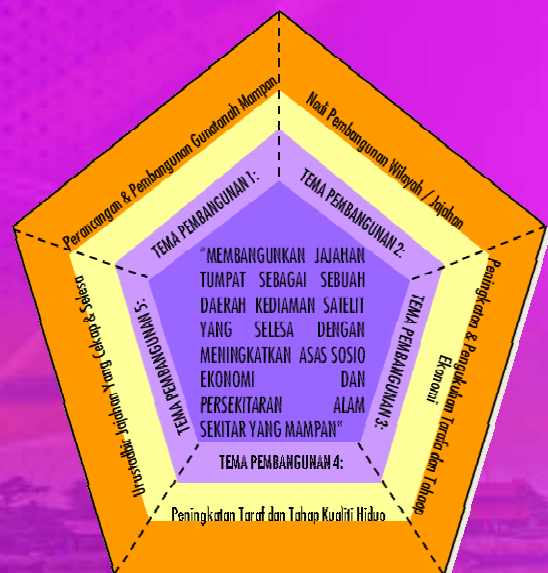 Perancangan & Pembangunan Gunatanah Mampan
TEMA PEMBANGUNAN 1:
Nodi Pembangunan Wilayah / Jajahan
TEMA PEMBANGUNAN 2:
Peningkatan & Pengukuhan Tarafa dan Tahaap
Ekonomi
TEMA PEMBANGUNAN 3:
TEMA PEMBANGUNAN 4:
Peningkatan Taraf dan Tahap Kualiti Hidup
TEMA PEMBANGUNAN 5:
Urustadbir Jajahan Yang Cekap & Selesa
"MEMBANGUNKAN JAJAHAN
TUMPAT SEBAGAI SEBUAH
DAERAH KEDIAMAN SATELIT
YANG SELESA DENGAN
MENINGKATKAN ASAS SOSIO
EKONOMI DAN
PERSEKITARAN ALAM
SEKITAR YANG MAMPAN"